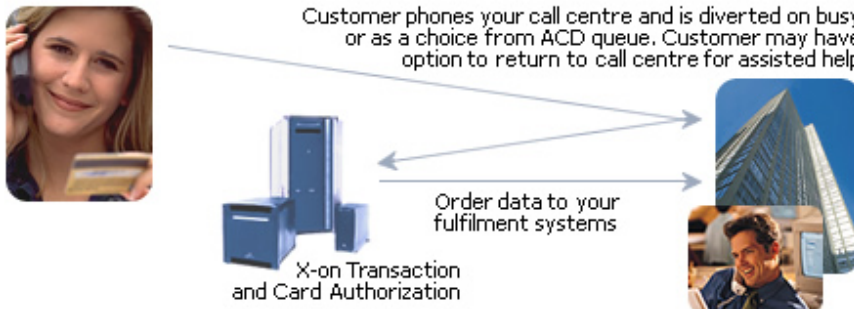 Customer phones your call centre and is diverted on busy
or as a choice from ACD queue. Customer may have
option to return to call centre for assisted help
Order data to your
fulfilment systems
X-on Transaction
and Card Authorization